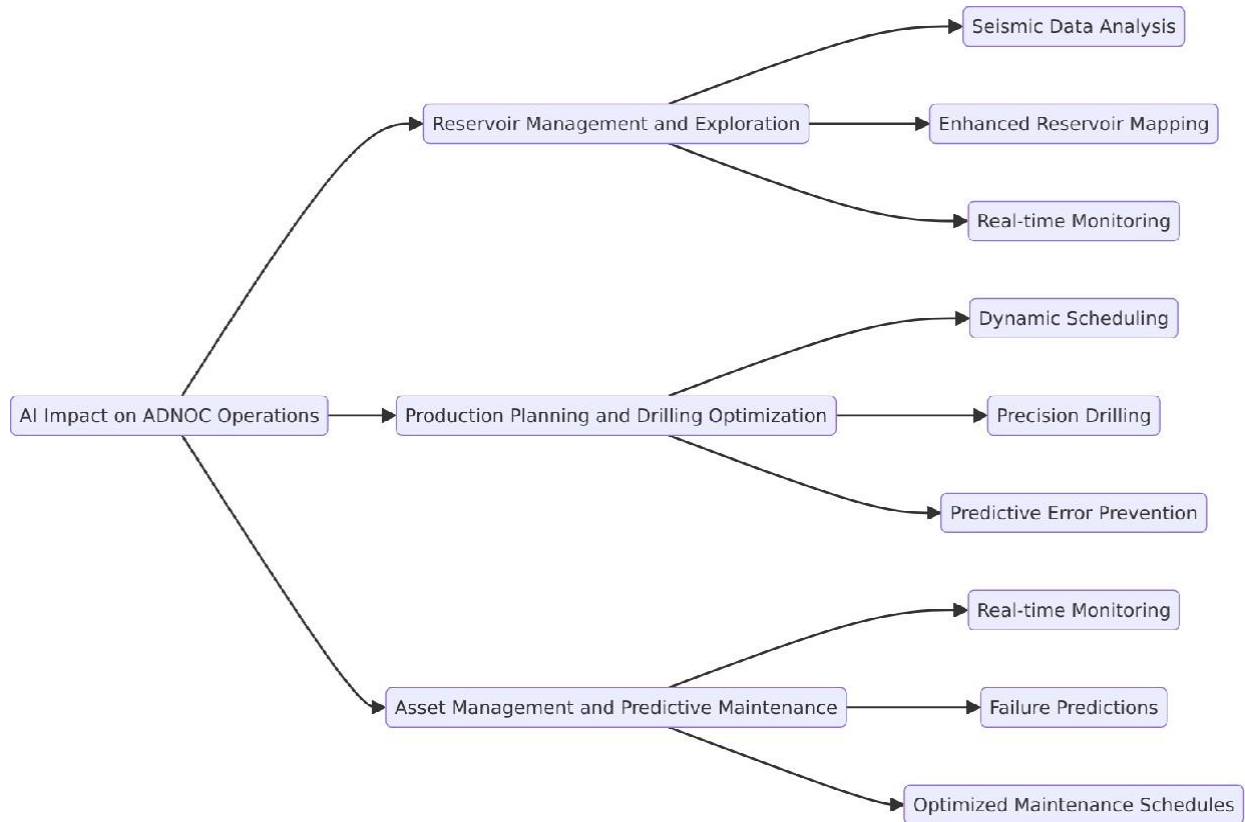 AI Impact on ADNOC Operations
Reservoir Management and Exploration
Seismic Data Analysis
Enhanced Reservoir Mapping
Real-time Monitoring
Production Planning and Drilling Optimization
Dynamic Scheduling
Precision Drilling
Predictive Error Prevention
Asset Management and Predictive Maintenance
Real-time Monitoring
Failure Predictions
Optimized Maintenance Schedules